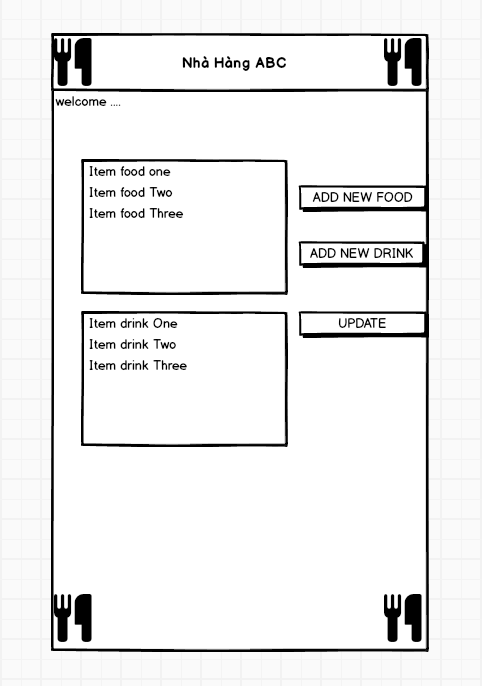 Nhà Hàng ABC
welcome ....
Item food one
Item food Two
Item food Three
ADD NEW FOOD
ADD NEW DRINK
Item drink One
Item drink Two
Item drink Three
UPDATE